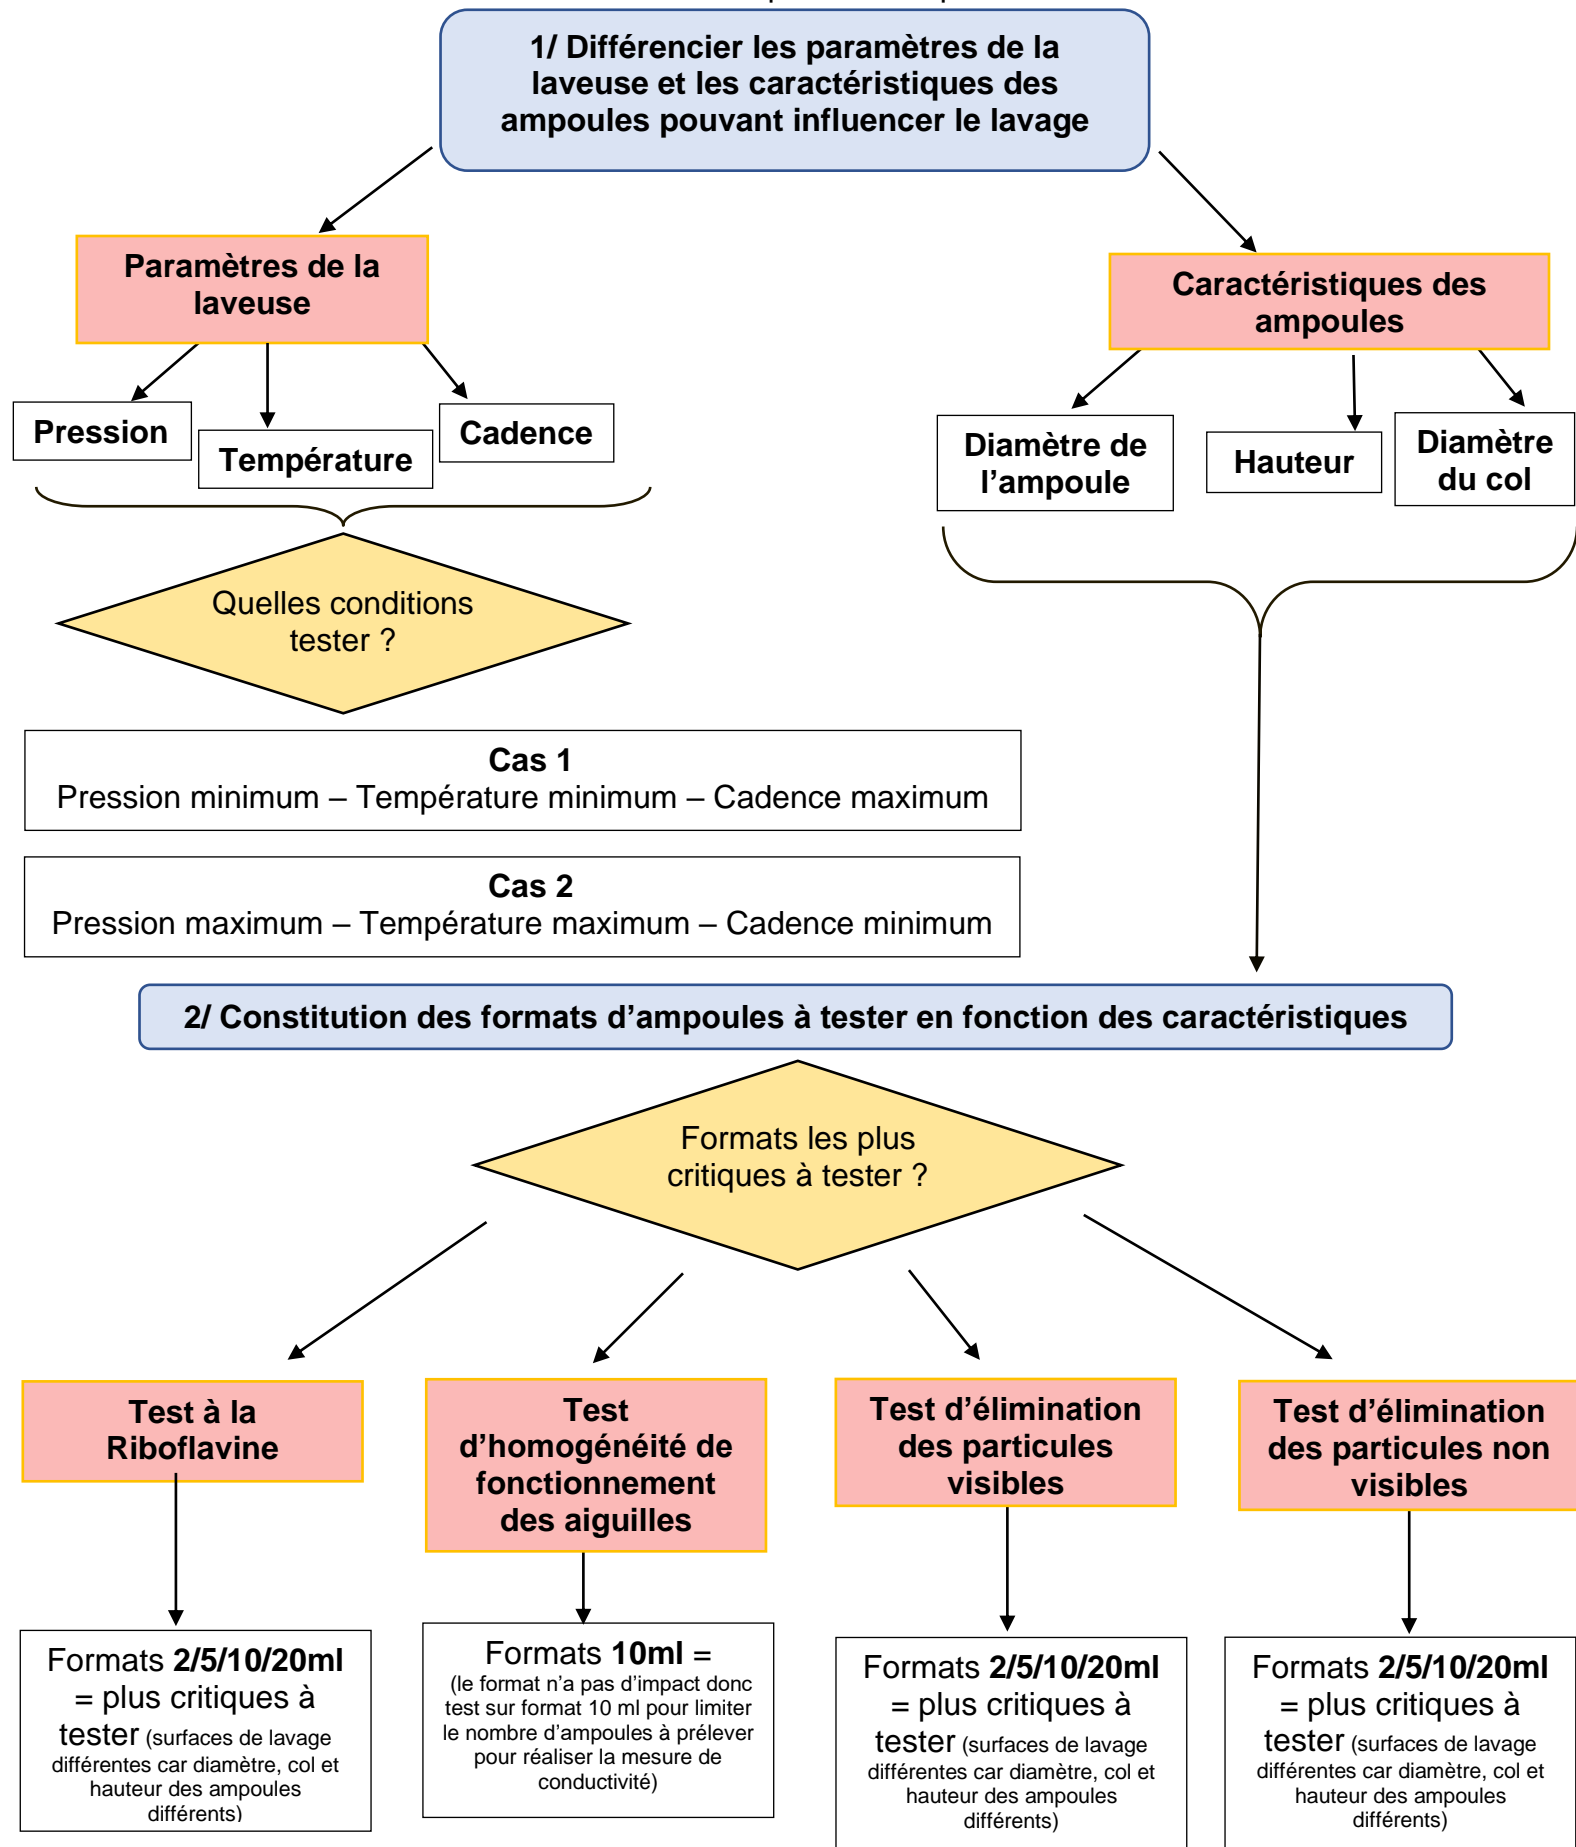 1/ Différencier les paramètres de la
laveuse et les caractéristiques des
ampoules pouvant influencer le lavage
Paramètres de la
laveuse
Caractéristiques des
ampoules
Pression
Température
Cadence
Diamètre de
l’ampoule
Hauteur
Diamètre
du col
Quelles conditions
tester ?
Cas 1
Pression minimum – Température minimum – Cadence maximum
Cas 2
Pression maximum – Température maximum – Cadence minimum
2/ Constitution des formats d’ampoules à tester en fonction des caractéristiques
Formats les plus
critiques à tester ?
Test à la
Riboflavine
Test
d’homogénéité de
fonctionnement
des aiguilles
Test d’élimination
des particules
visibles
Test d’élimination
des particules non
visibles
Formats 2/5/10/20ml
= plus critiques à
tester (surfaces de lavage
différentes car diamètre, col et
hauteur des ampoules
différents)
Formats 10ml =
(le format n’a pas d’impact donc
test sur format 10 ml pour limiter
le nombre d’ampoules à prélever
pour réaliser la mesure de
conductivité)
Formats 2/5/10/20ml
= plus critiques à
tester (surfaces de lavage
différentes car diamètre, col et
hauteur des ampoules
différents)
Formats 2/5/10/20ml
= plus critiques à
tester (surfaces de lavage
différentes car diamètre, col et
hauteur des ampoules
différents)